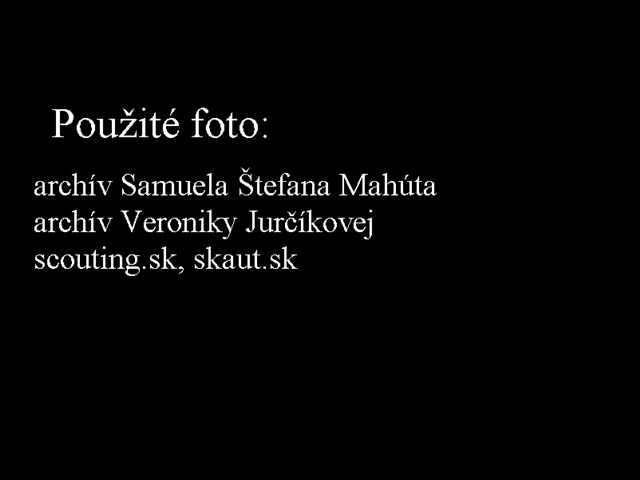 Použité foto:
archív Samuela Štefana Mahúta
archív Veroniky Jurčíkovej
scouting.sk, skaut.sk